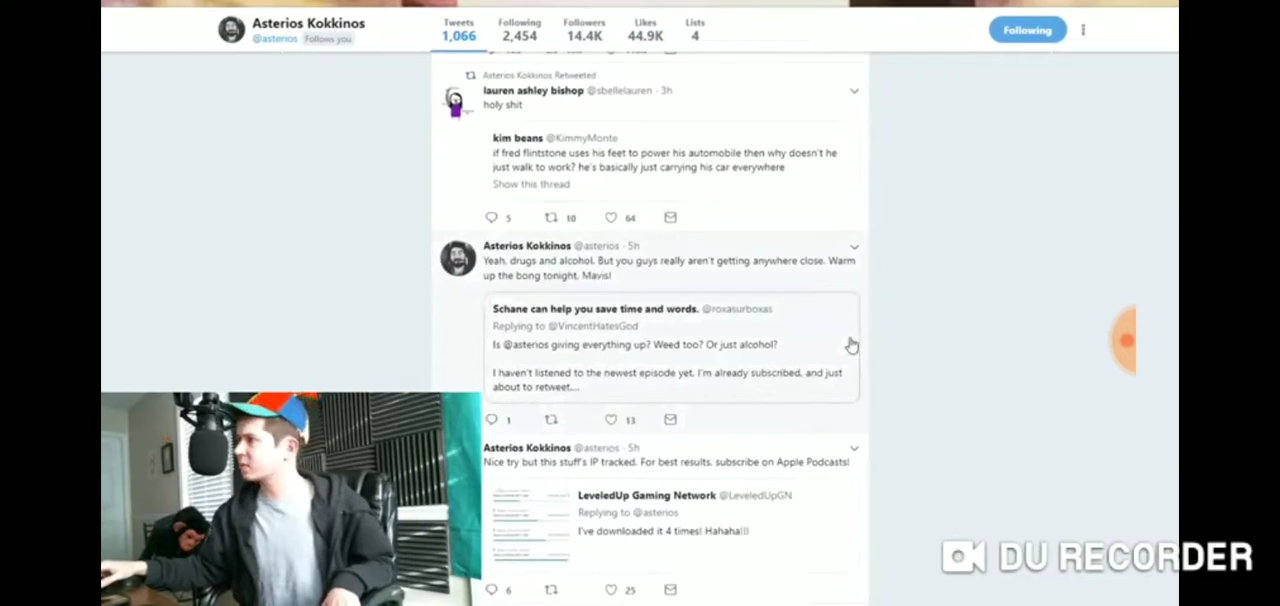 Asterios Kokkinos
@asterios Follows you
Tweets Following Followers Likes Lists
1,066 2,454 14.4K 44.9K 4
Following
Asterios Kokkinos Retweeted
lauren ashley bishop @sbellelauren · 3h
holy shit
kim beans @KimmyMonte
if fred flintstone uses his feet to power his automobile then why doesn't he
just walk to work? he's basically just carrying his car everywhere
Show this thread
5 10 64
Asterios Kokkinos @asterios · 5h
Yeah, drugs and alcohol. But you guys really aren't getting anywhere close. Warm
up the bong tonight, Mavis!
Schane can help you save time and words. @roxasurboxas
Replying to @VincentHatesGod
Is @asterios giving everything up? Weed too? Or just alcohol?
I haven't listened to the newest episode yet, I'm already subscribed, and just
about to retweet....
1 13
Asterios Kokkinos @asterios · 5h
Nice try but this stuff's IP tracked. For best results, subscribe on Apple Podcasts!
LeveledUp Gaming Network @LeveledUpGN
Replying to @asterios
I've downloaded it 4 times! Hahaha!!!
6 25
DU RECORDER